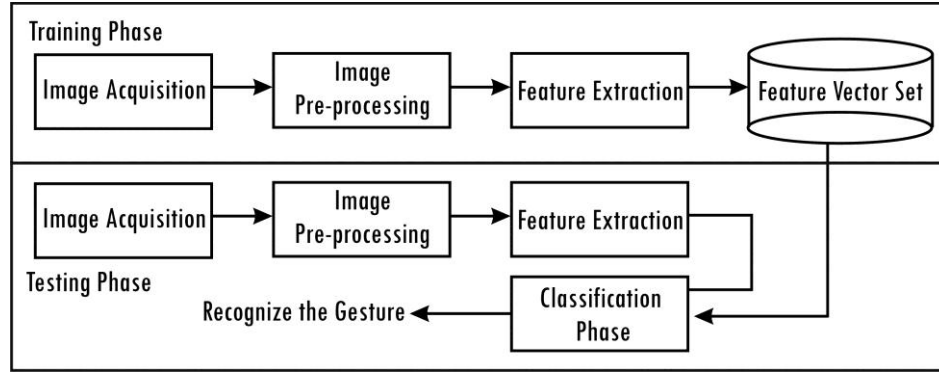 Training Phase
Image Acquisition
Image
Pre-processing
Feature Extraction
Feature Vector Set
Image Acquisition
Image
Pre-processing
Feature Extraction
Testing Phase
Classification
Phase
Recognize the Gesture